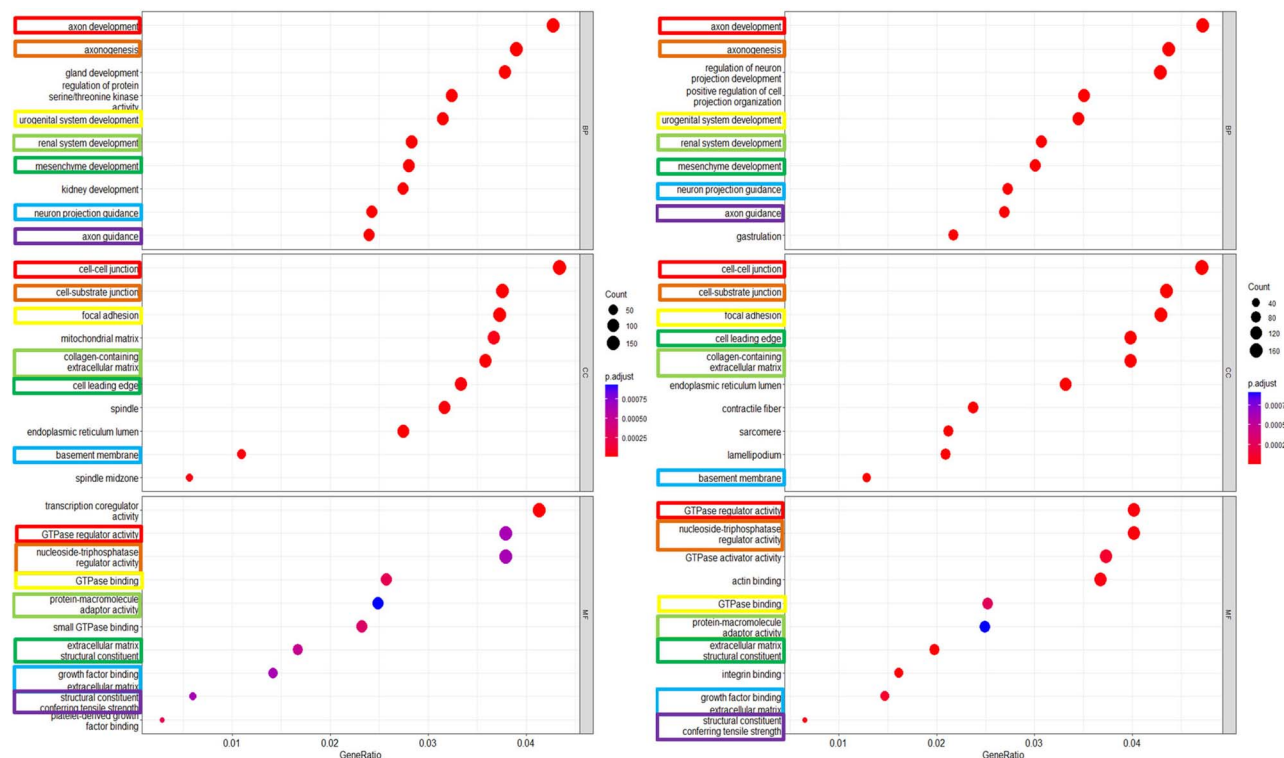 axon development
axonogenesis
gland development
regulation of protein
serine/threonine kinase
activity
urogenital system development
renal system development
mesenchyme development
kidney development
neuron projection guidance
axon guidance
BP
cell-cell junction
cell-substrate junction
focal adhesion
mitochondrial matrix
collagen-containing
extracellular matrix
cell leading edge
spindle
endoplasmic reticulum lumen
basement membrane
spindle midzone
CC
transcription coregulator
activity
GTPase regulator activity
nucleoside-triphosphatase
regulator activity
GTPase binding
protein-macromolecule
adaptor activity
small GTPase binding
extracellular matrix
structural constituent
growth factor binding
extracellular matrix
structural constituent
conferring tensile strength
platelet-derived growth
factor binding
MF
0.01 0.02 0.03 0.04
GeneRatio
Count
50
100
150
p.adjust
0.00075
0.00050
0.00025
axon development
axonogenesis
regulation of neuron
projection development
positive regulation of cell
projection organization
urogenital system development
renal system development
mesenchyme development
neuron projection guidance
axon guidance
gastrulation
BP
cell-cell junction
cell-substrate junction
focal adhesion
cell leading edge
collagen-containing
extracellular matrix
endoplasmic reticulum lumen
contractile fiber
sarcomere
lamellipodium
basement membrane
CC
GTPase regulator activity
nucleoside-triphosphatase
regulator activity
GTPase activator activity
actin binding
GTPase binding
protein-macromolecule
adaptor activity
extracellular matrix
structural constituent
integrin binding
growth factor binding
extracellular matrix
structural constituent
conferring tensile strength
MF
0.01 0.02 0.03 0.04
GeneRatio
Count
40
80
120
160
p.adjust
0.0007
0.0005
0.0002